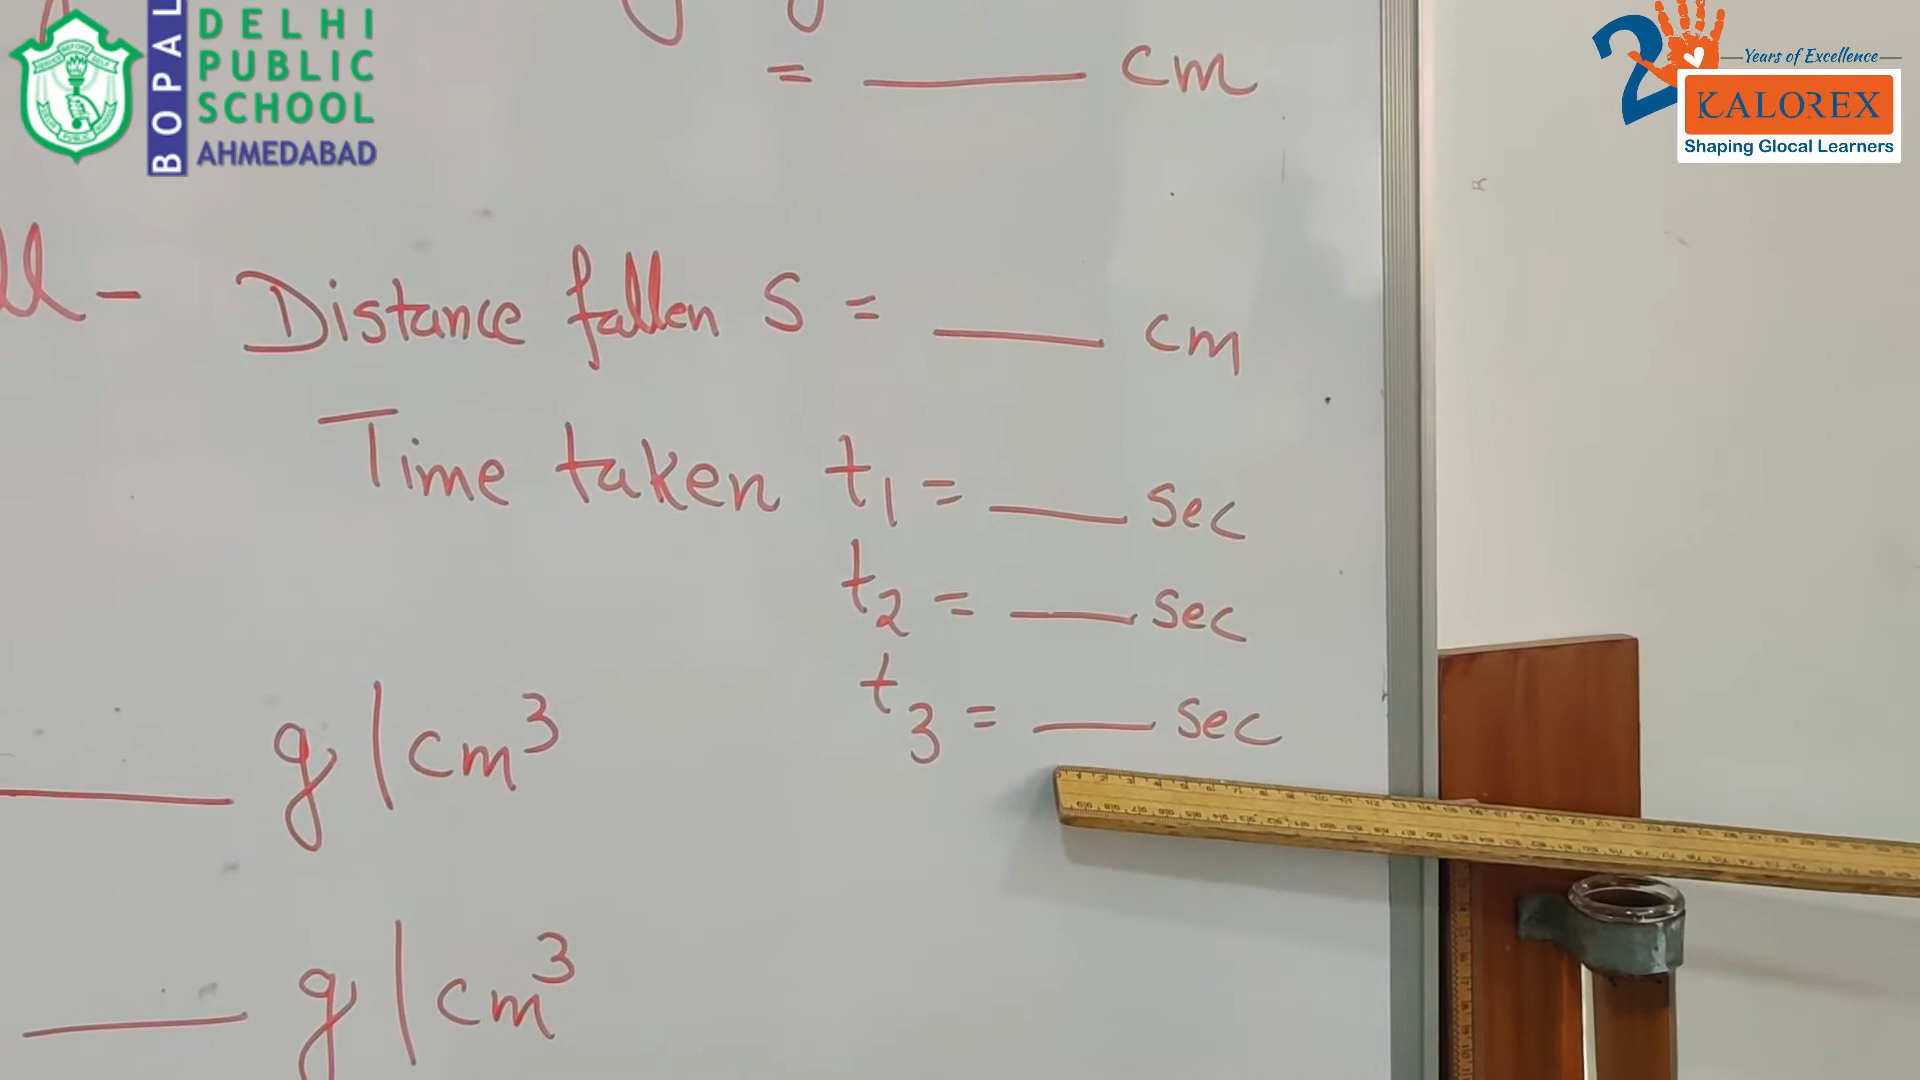 BOPAL
DELHI
PUBLIC
SCHOOL
AHMEDABAD
Years of Excellence
KALOREX
Shaping Glocal Learners
= ____ cm
ll - Distance fallen S = ____ cm
Time taken t₁ = ____ sec
t₂ = ____ sec
t₃ = ____ sec
____ g/cm³
____ g/cm³